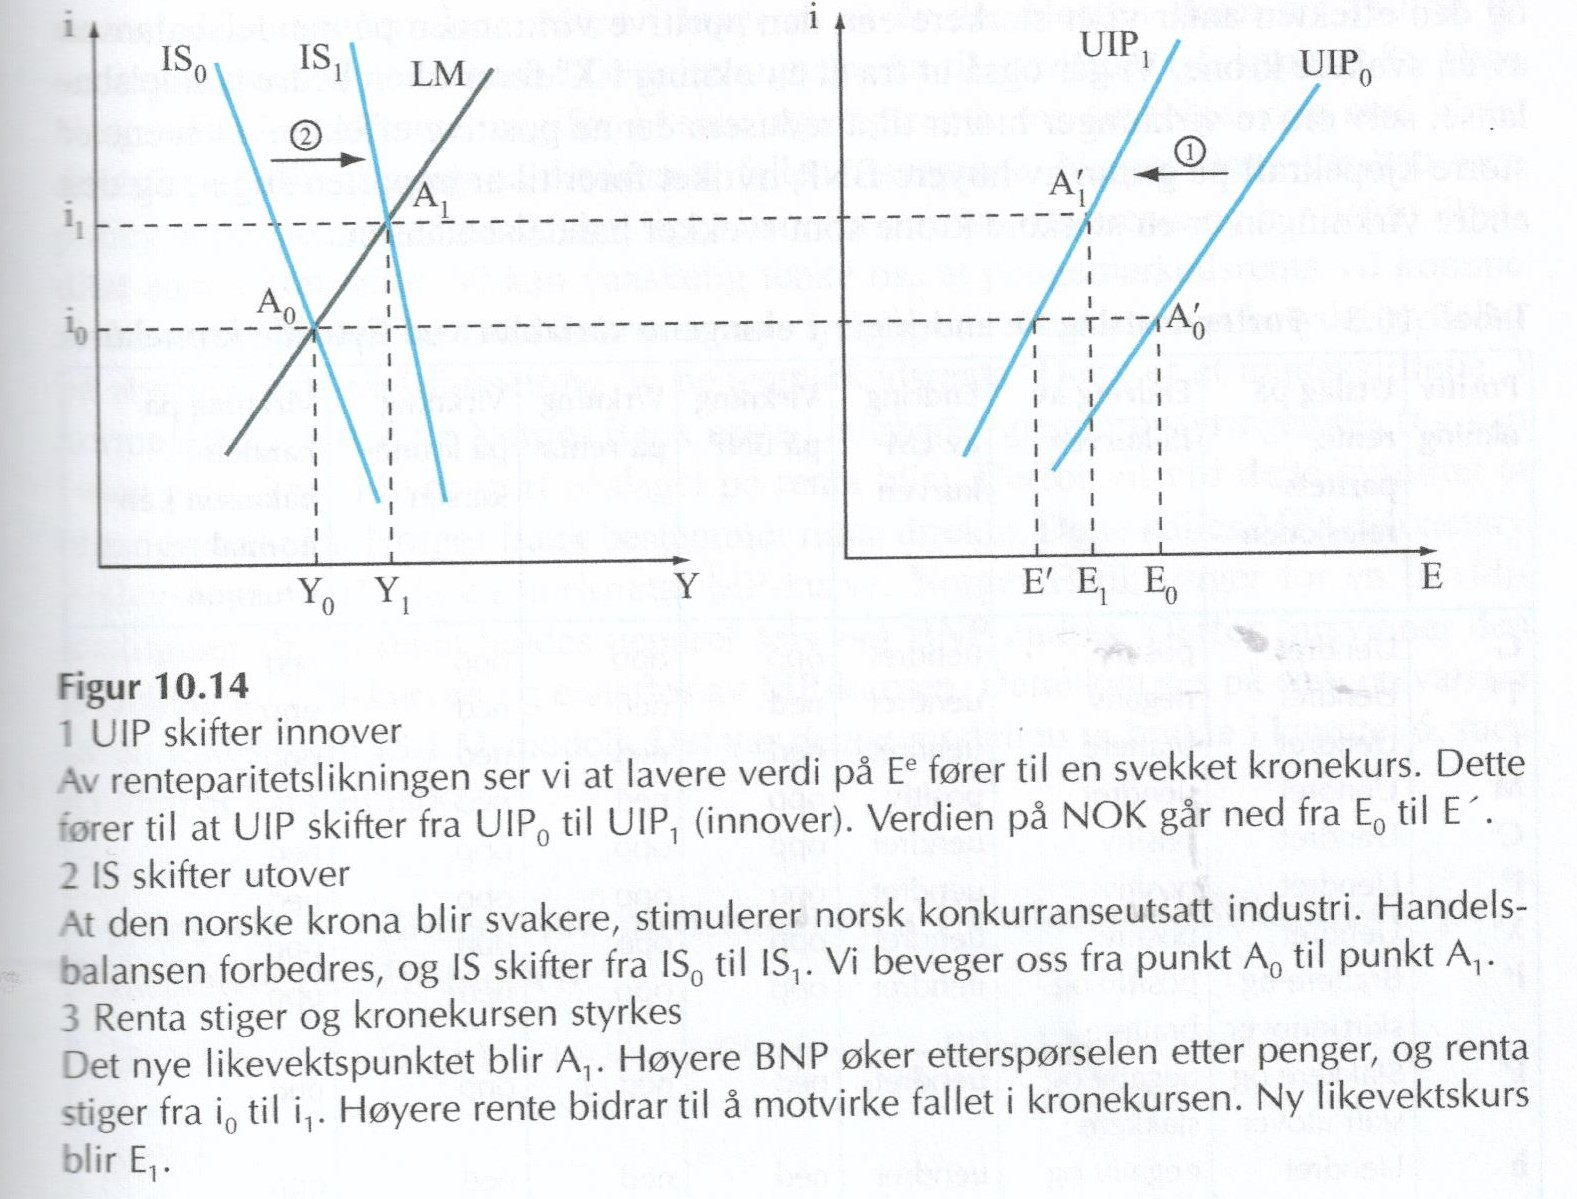 i
IS₀
IS₁
LM
②
A₁
i₁
A₀
i₀
Y₀
Y₁
Y
i
UIP₁
UIP₀
①
A′₁
A′₀
E′
E₁
E₀
E
Figur 10.14
1 UIP skifter innover
Av renteparitetslikningen ser vi at lavere verdi på Eᵉ fører til en svekket kronekurs. Dette
fører til at UIP skifter fra UIP₀ til UIP₁ (innover). Verdien på NOK går ned fra E₀ til E´.
2 IS skifter utover
At den norske krona blir svakere, stimulerer norsk konkurranseutsatt industri. Handels-
balansen forbedres, og IS skifter fra IS₀ til IS₁. Vi beveger oss fra punkt A₀ til punkt A₁.
3 Renta stiger og kronekursen styrkes
Det nye likevektspunktet blir A₁. Høyere BNP øker etterspørselen etter penger, og renta
stiger fra i₀ til i₁. Høyere rente bidrar til å motvirke fallet i kronekursen. Ny likevektskurs
blir E₁.